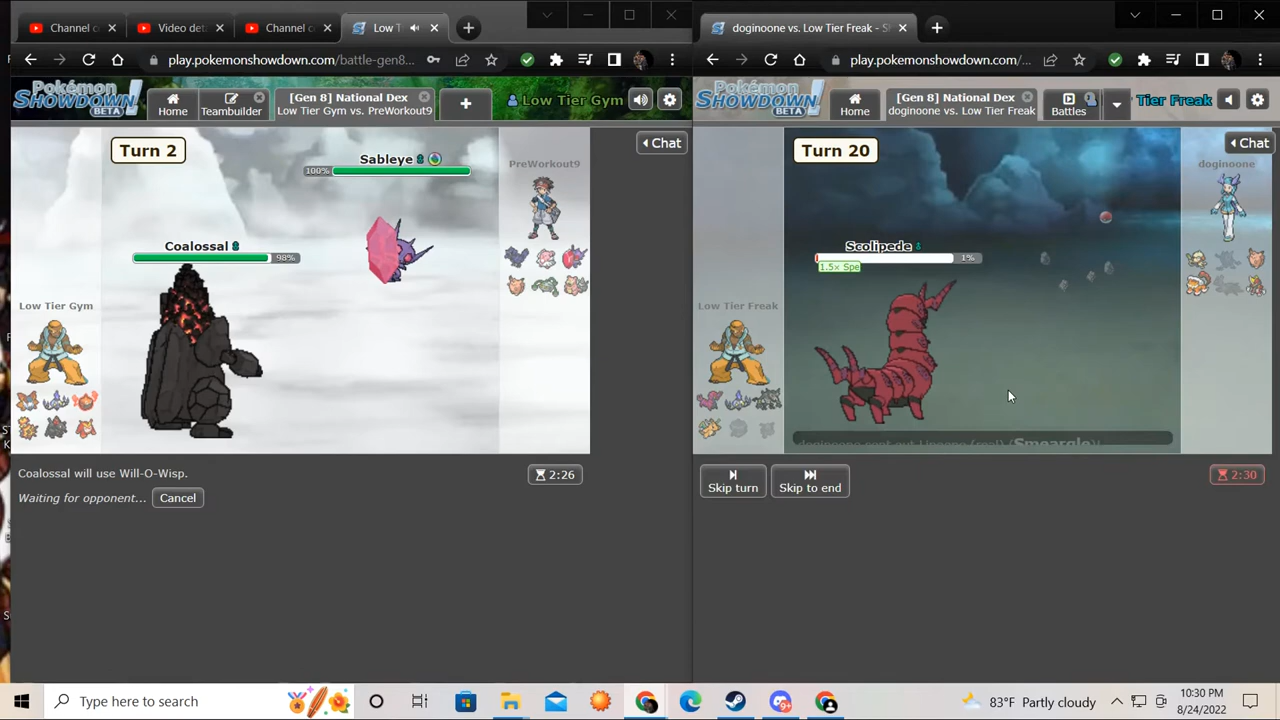 Channel c
Video deta
Channel c
Low T
play.pokemonshowdown.com/battle-gen8...
POKéMON
SHOWDOWN!
BETA
Home
Teambuilder
[Gen 8] National Dex
Low Tier Gym vs. PreWorkout9
Low Tier Gym
Turn 2
Chat
Sableye
100%
PreWorkout9
Coalossal
98%
Low Tier Gym
Coalossal will use Will-O-Wisp.
2:26
Waiting for opponent...
Cancel
doginoone vs. Low Tier Freak - S
play.pokemonshowdown.com/...
POKéMON
SHOWDOWN!
BETA
Home
[Gen 8] National Dex
doginoone vs. Low Tier Freak
Battles
Tier Freak
Turn 20
Chat
doginoone
Scolipede
1%
1.5× Spe
Low Tier Freak
Skip turn
Skip to end
2:30
Type here to search
83°F Partly cloudy
10:30 PM
8/24/2022